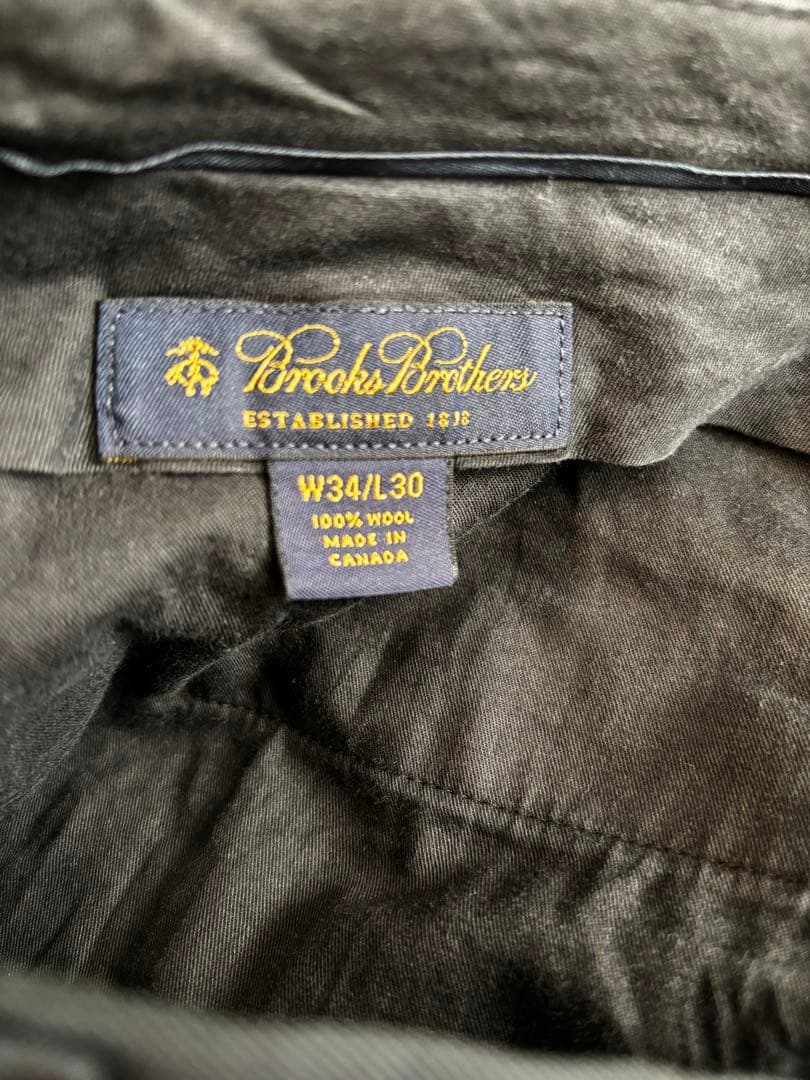 Brooks Brothers
ESTABLISHED 1818
W34/L30
100% WOOL
MADE IN
CANADA